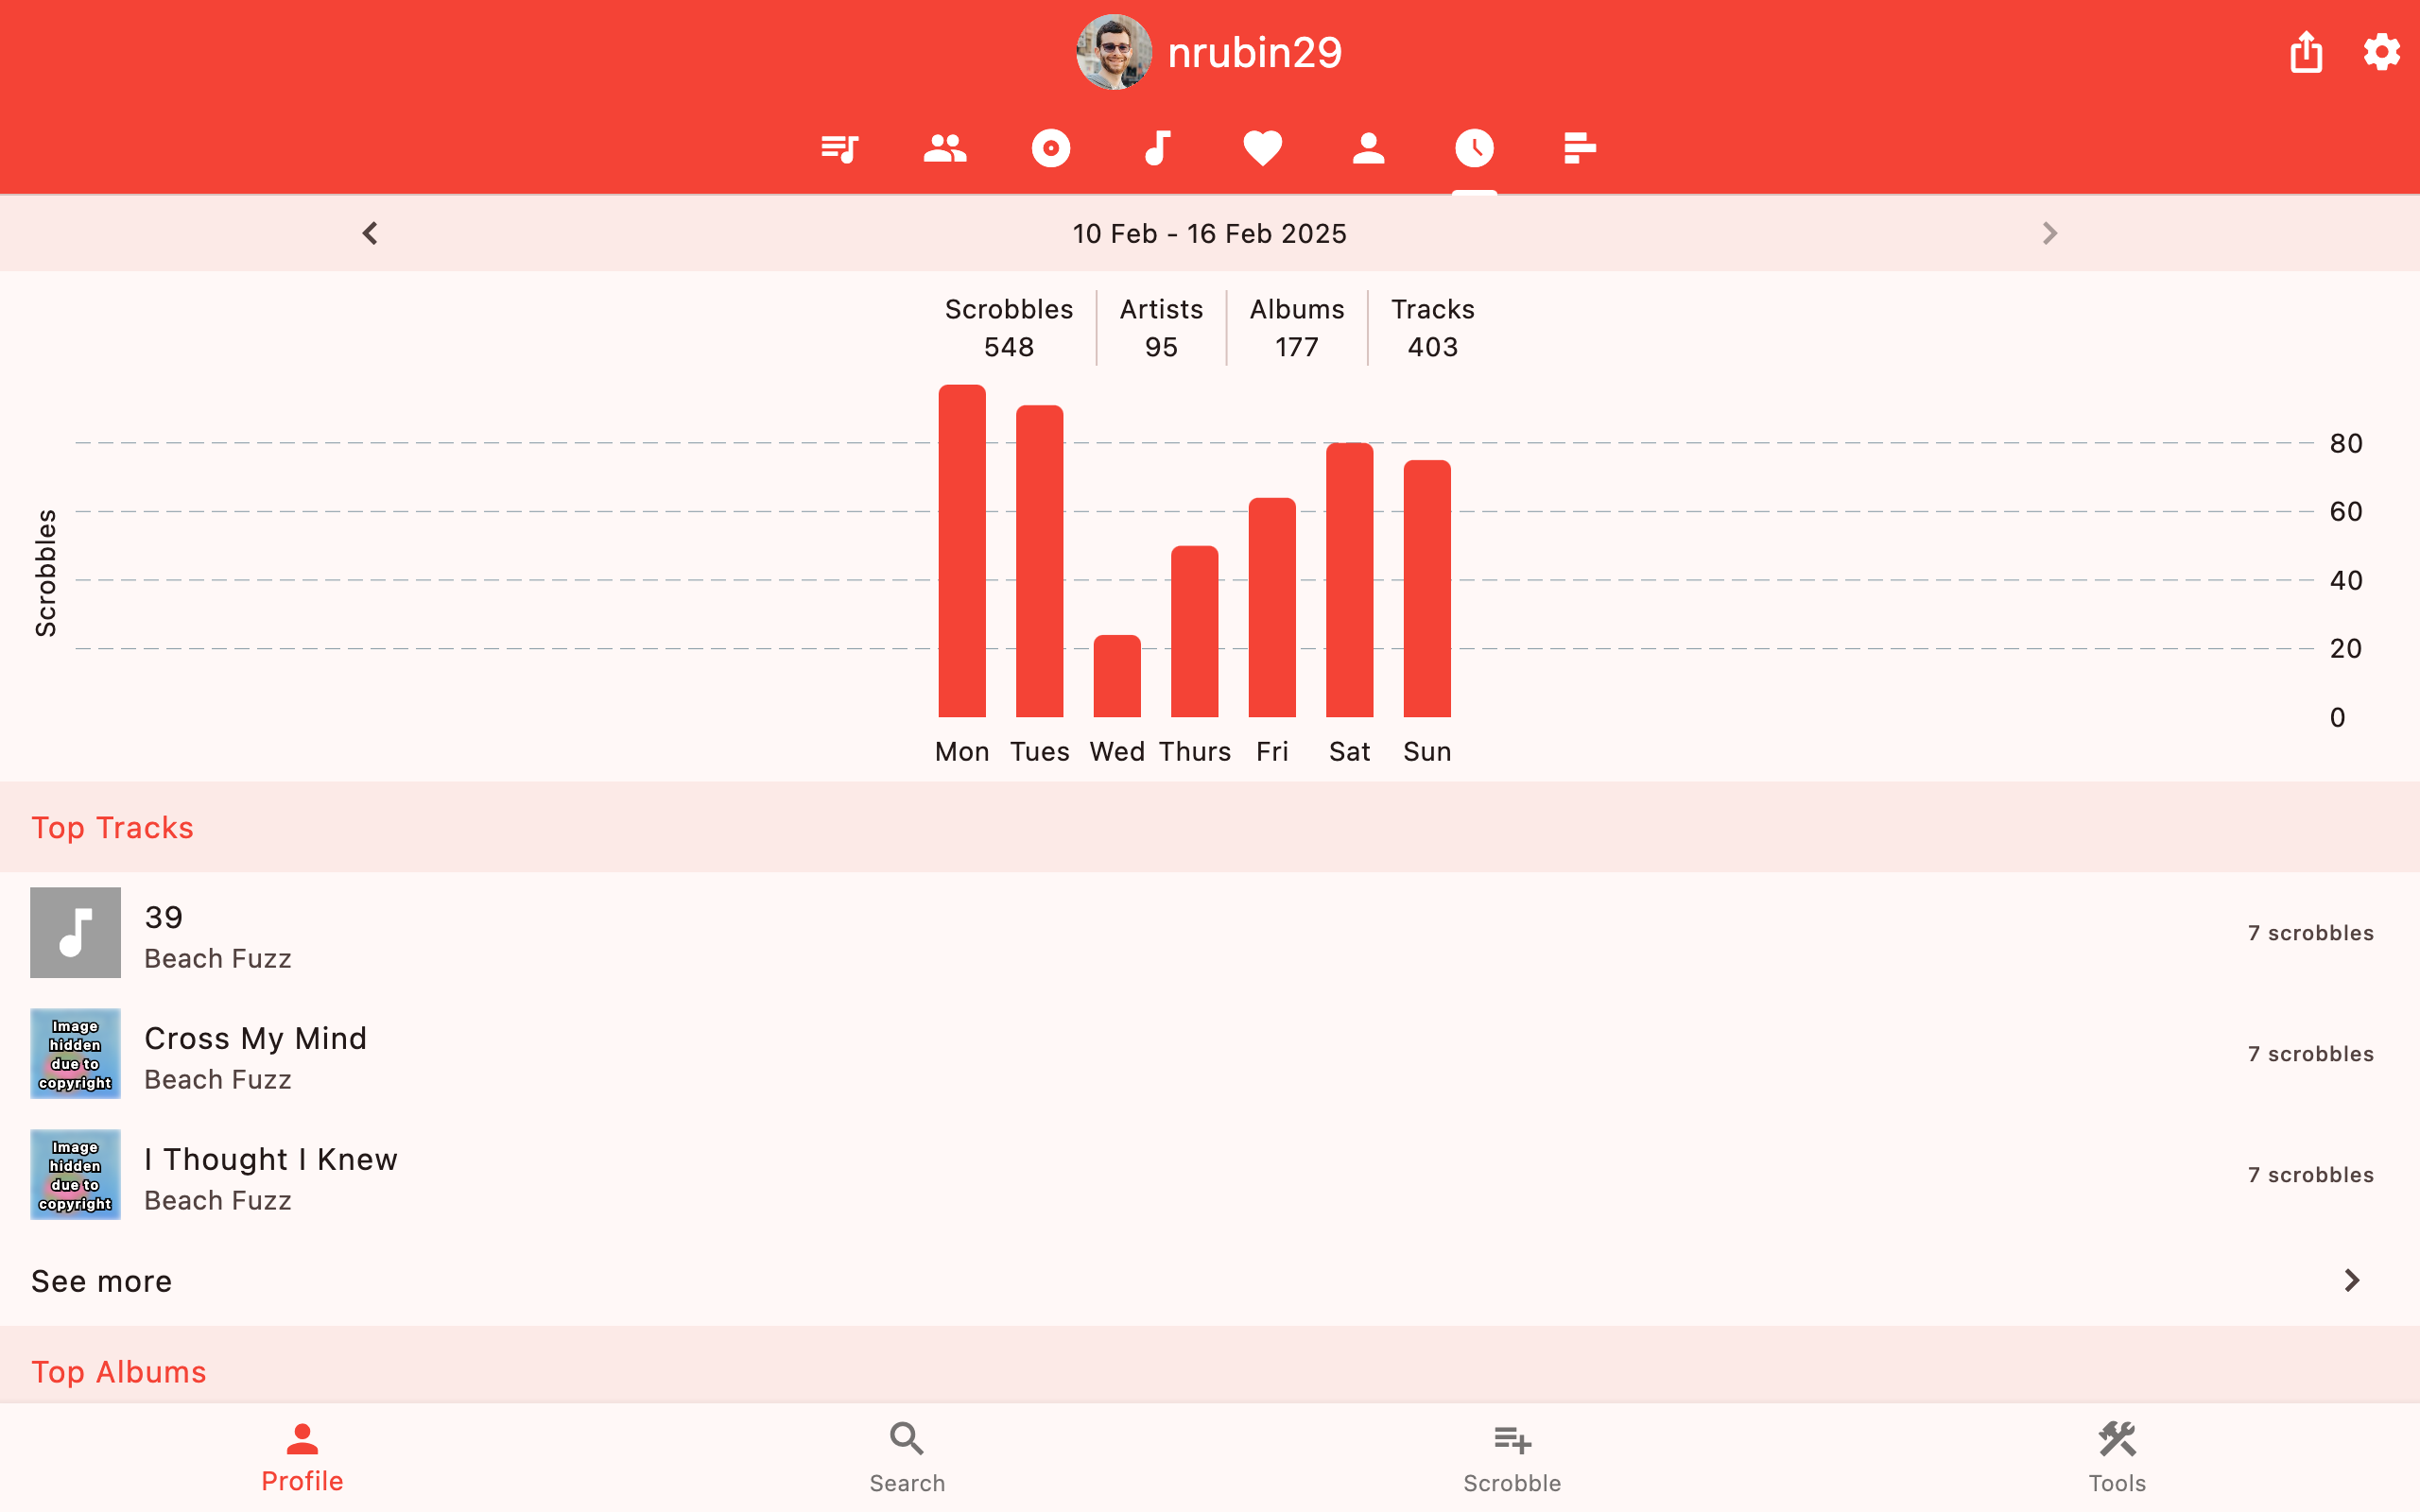 nrubin29
10 Feb - 16 Feb 2025
Scrobbles Artists Albums Tracks
548 95 177 403
Scrobbles
80
60
40
20
0
Mon Tues Wed Thurs Fri Sat Sun
Top Tracks
39
Beach Fuzz
7 scrobbles
Image
hidden
due to
copyright
Cross My Mind
Beach Fuzz
7 scrobbles
Image
hidden
due to
copyright
I Thought I Knew
Beach Fuzz
7 scrobbles
See more
Top Albums
Profile Search Scrobble Tools